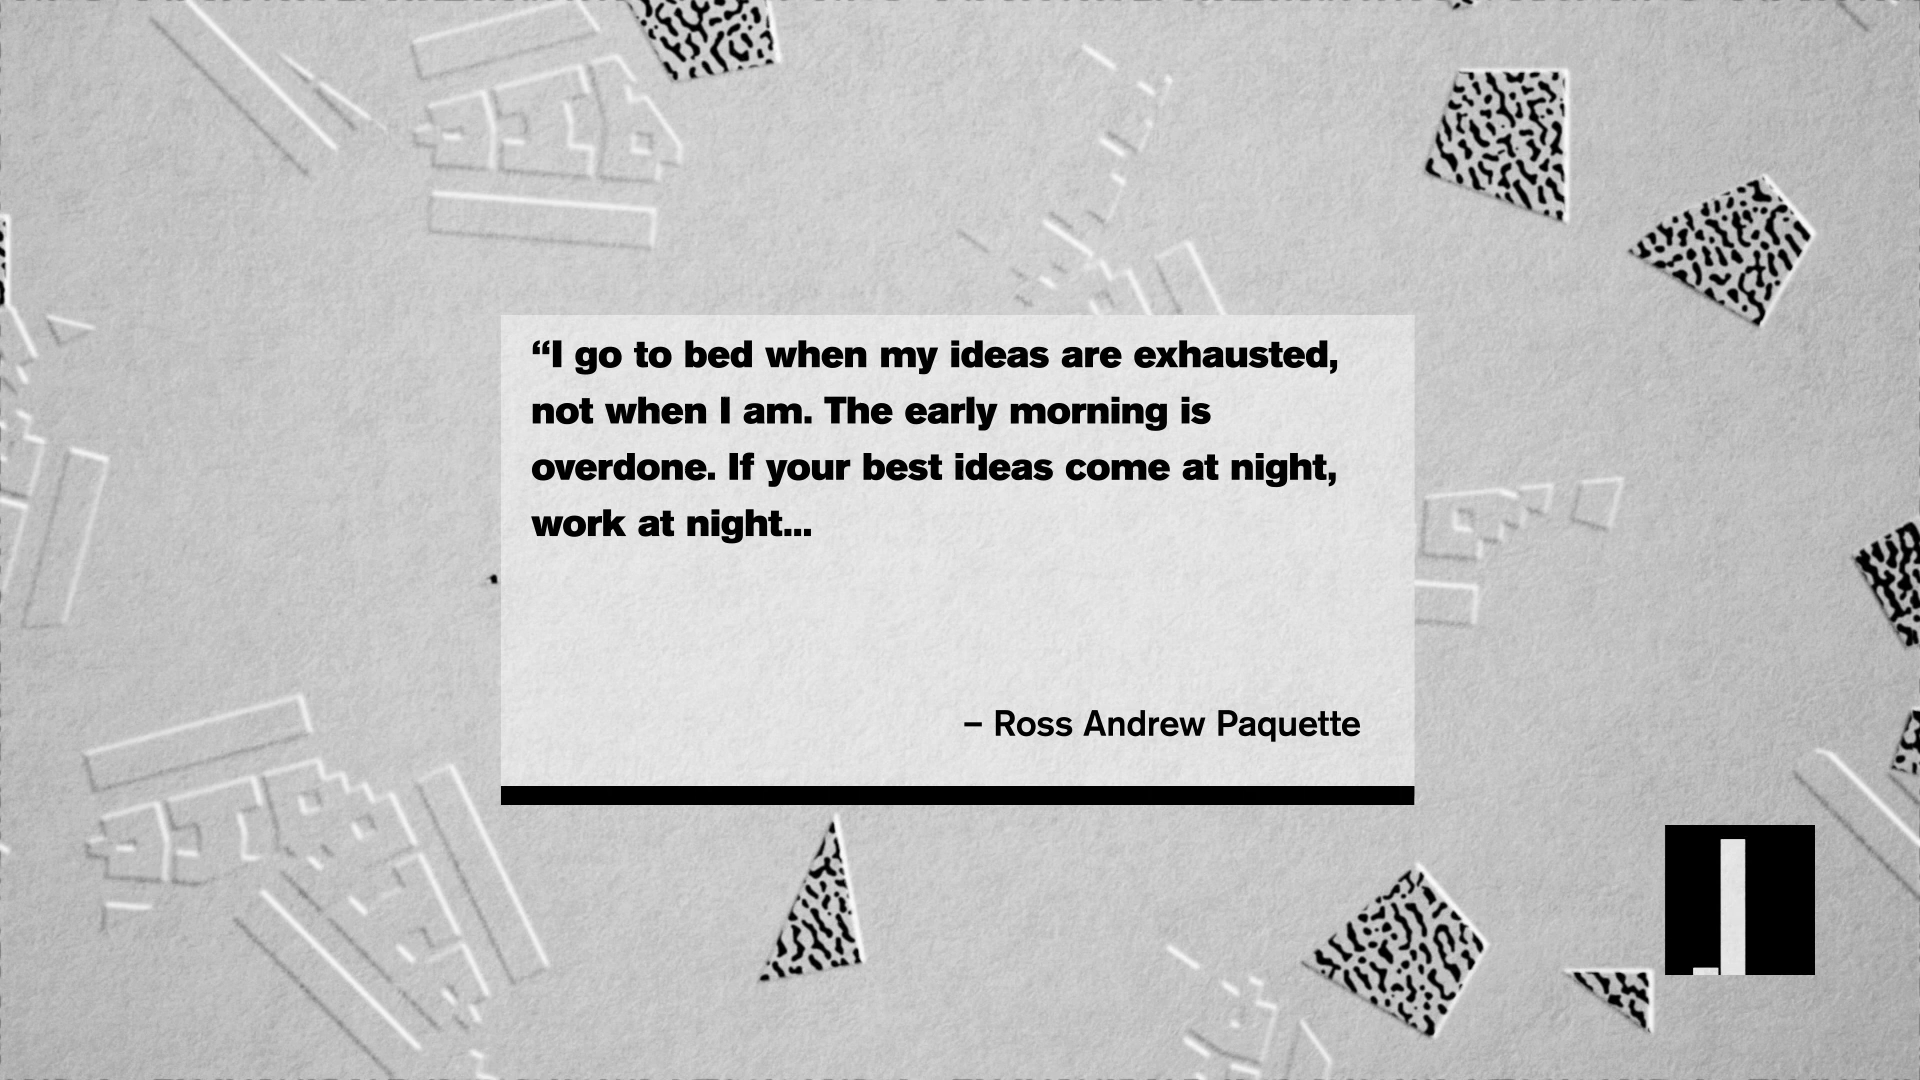 “I go to bed when my ideas are exhausted,
not when I am. The early morning is
overdone. If your best ideas come at night,
work at night...
– Ross Andrew Paquette